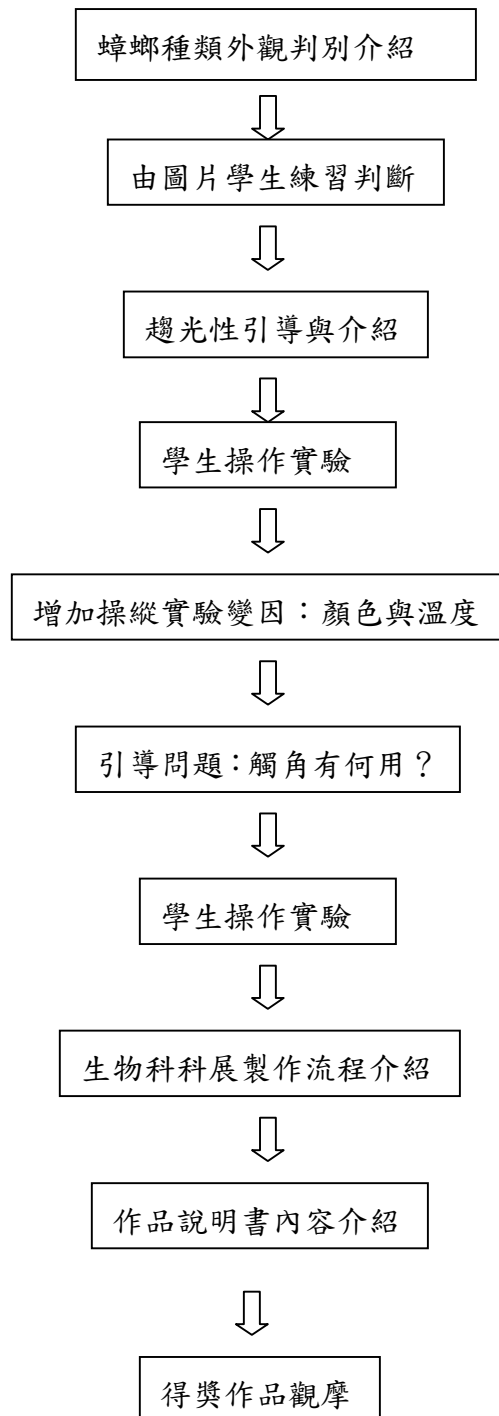 蟑螂種類外觀判別介紹
由圖片學生練習判斷
趨光性引導與介紹
學生操作實驗
增加操縱實驗變因：顏色與溫度
引導問題：觸角有何用？
學生操作實驗
生物科科展製作流程介紹
作品說明書內容介紹
得獎作品觀摩